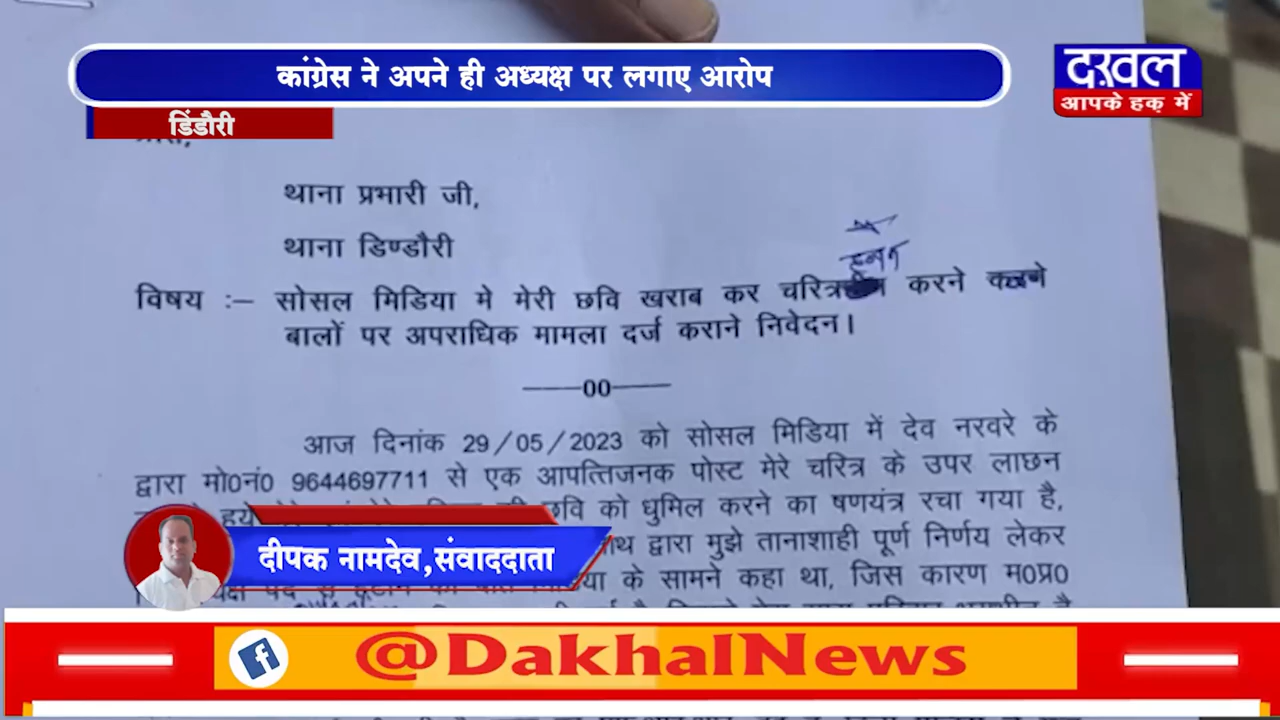 कांग्रेस ने अपने ही अध्यक्ष पर लगाए आरोप
दख़ल
आपके हक़ में
डिंडौरी
थाना प्रभारी जी,
थाना डिण्डौरी
विषय :– सोसल मिडिया मे मेरी छवि खराब कर चरित्र हनन करने
बालों पर अपराधिक मामला दर्ज कराने निवेदन।
——00——
आज दिनांक 29/05/2023 को सोसल मिडिया में देव नरवरे के
द्वारा मो0नं0 9644697711 से एक आपत्तिजनक पोस्ट मेरे चरित्र के उपर लाछन
हुये छवि को धुमिल करने का षणयंत्र रचा गया है,
द्वारा मुझे तानाशाही पूर्ण निर्णय लेकर
के सामने कहा था, जिस कारण म0प्र0
दीपक नामदेव,संवाददाता
@DakhalNews